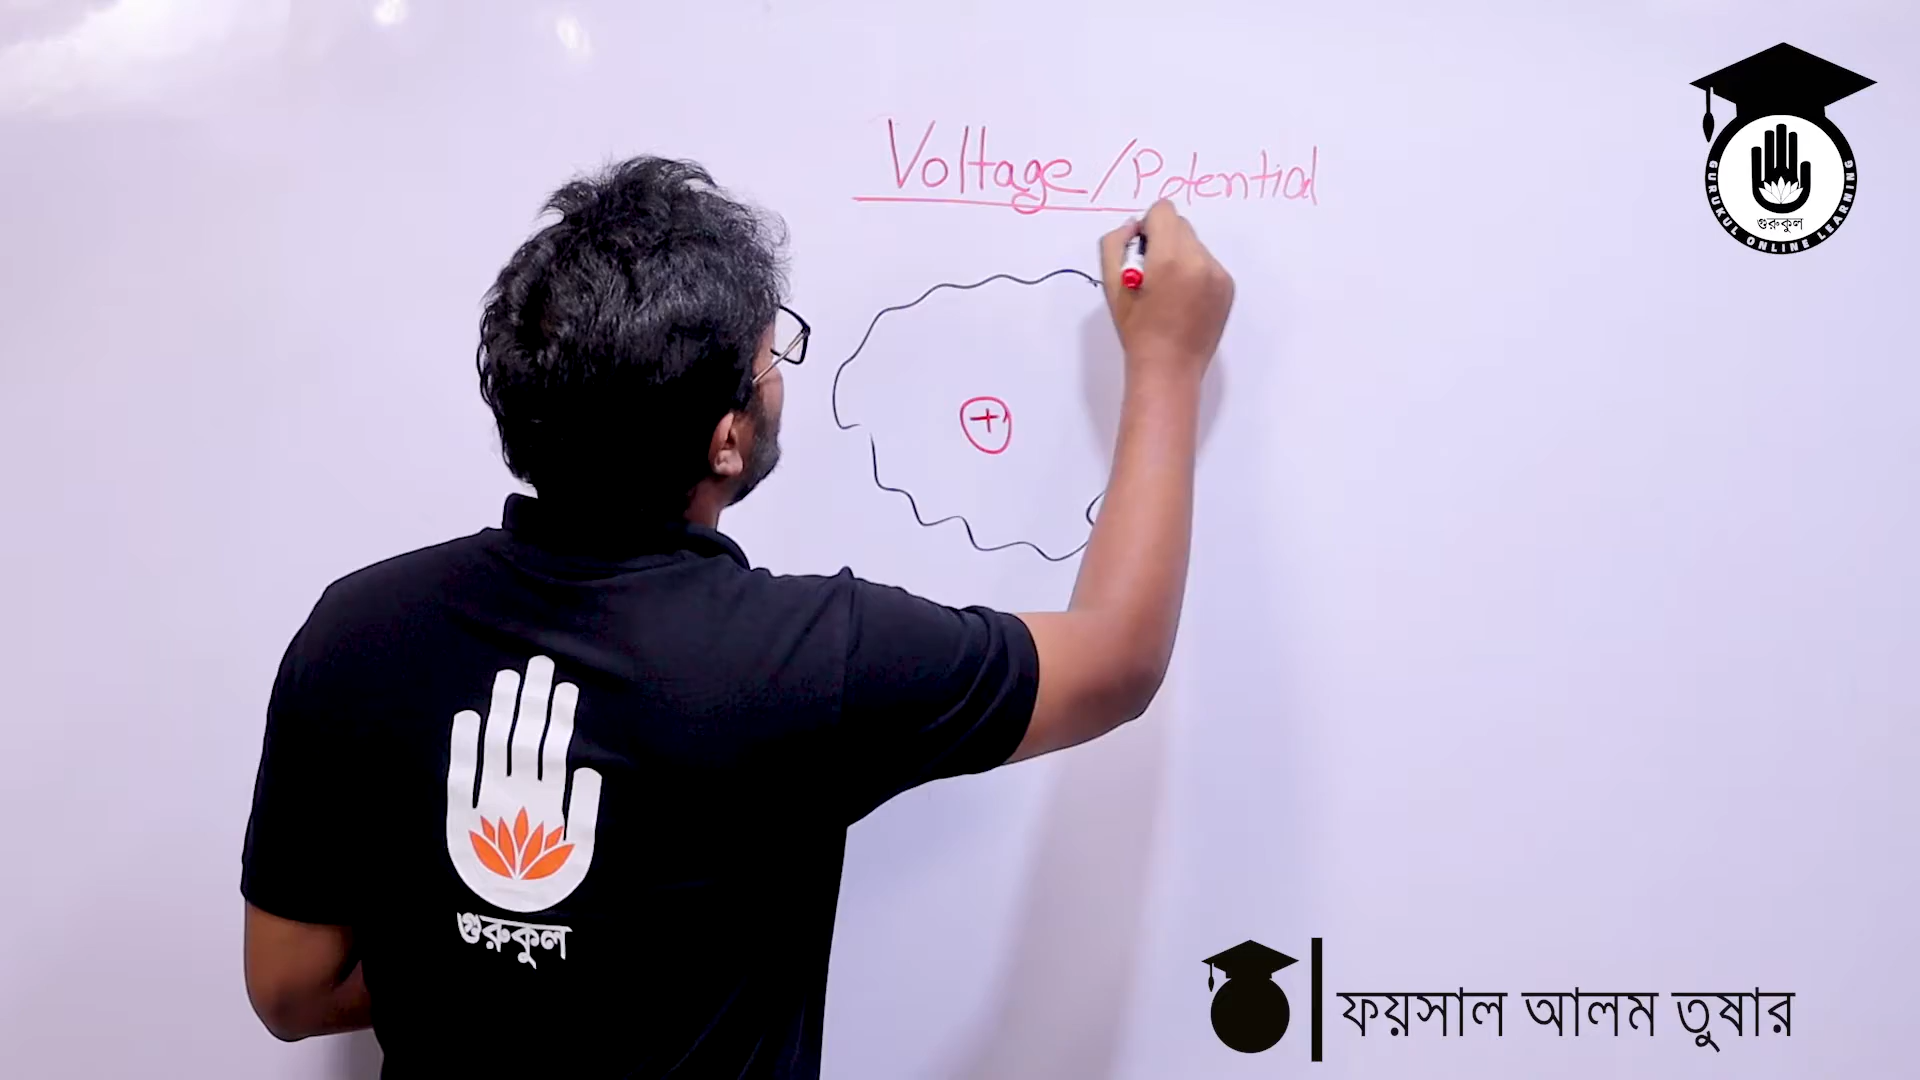 Voltage/Potential
+
GURUKUL ONLINE LEARNING
গুরুকুল
গুরুকুল
ফয়সাল আলম তুষার